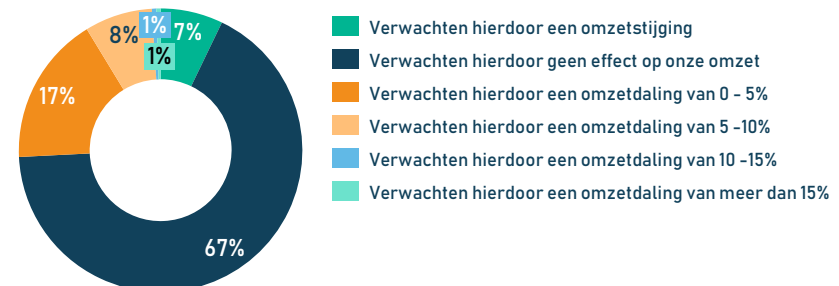 8%
1%
7%
1%
17%
67%
Verwachten hierdoor een omzetstijging
Verwachten hierdoor geen effect op onze omzet
Verwachten hierdoor een omzetdaling van 0 - 5%
Verwachten hierdoor een omzetdaling van 5 -10%
Verwachten hierdoor een omzetdaling van 10 -15%
Verwachten hierdoor een omzetdaling van meer dan 15%